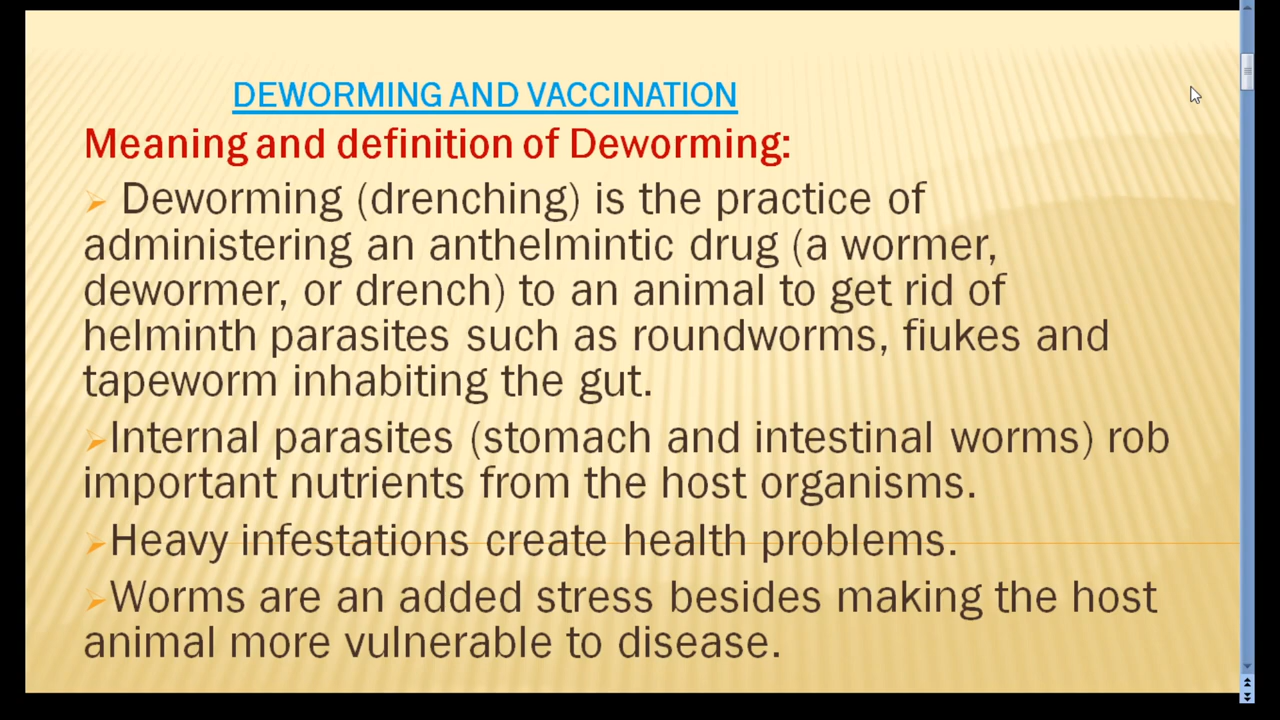 DEWORMING AND VACCINATION
Meaning and definition of Deworming:
Deworming (drenching) is the practice of
administering an anthelmintic drug (a wormer,
dewormer, or drench) to an animal to get rid of
helminth parasites such as roundworms, fiukes and
tapeworm inhabiting the gut.
Internal parasites (stomach and intestinal worms) rob
important nutrients from the host organisms.
Heavy infestations create health problems.
Worms are an added stress besides making the host
animal more vulnerable to disease.